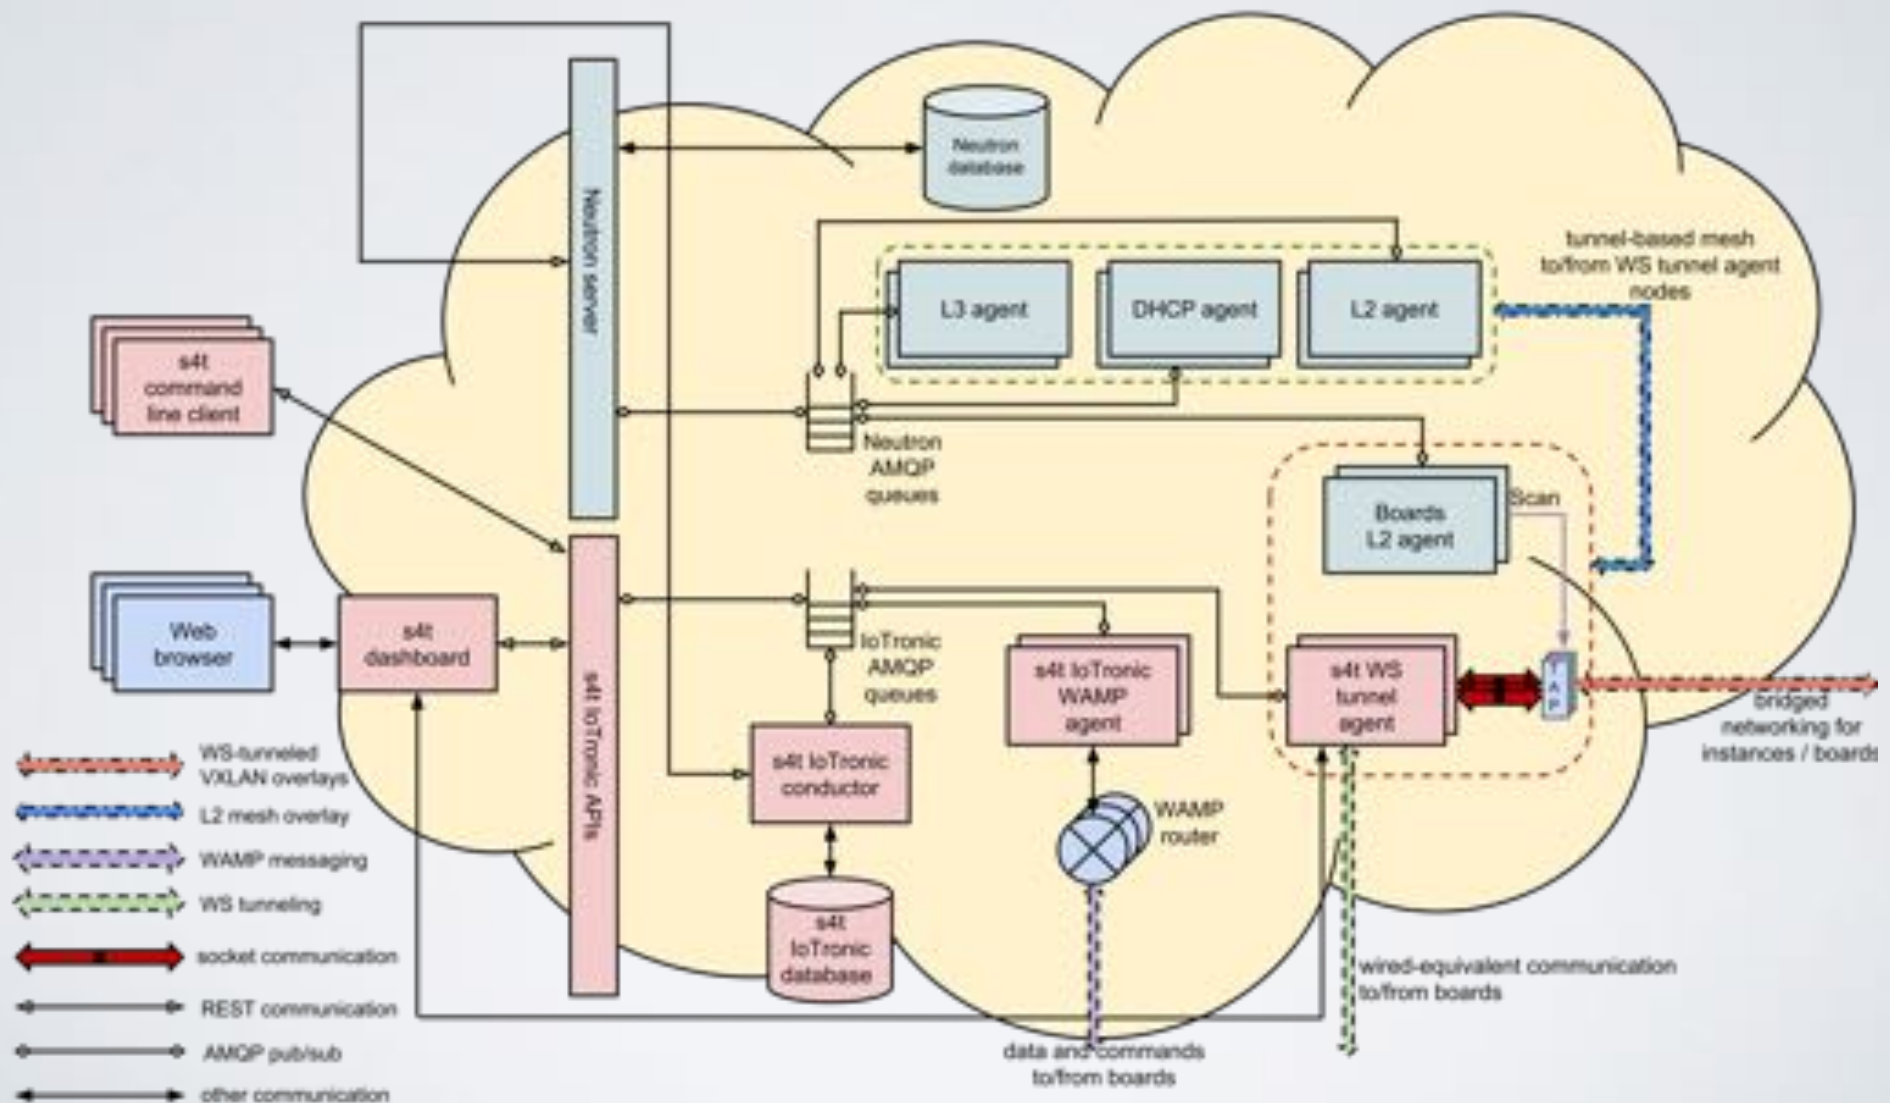 Neutron
database
Neutron server
tunnel-based mesh
to/from WS tunnel agent
nodes
L3 agent
DHCP agent
L2 agent
s4t
command
line client
Neutron
AMQP
queues
Boards
L2 agent
Scan
Web
browser
s4t
dashboard
s4t IoTronic APIs
IoTronic
AMQP
queues
s4t IoTronic
WAMP
agent
s4t WS
tunnel
agent
TAP
bridged
networking for
instances / boards
s4t IoTronic
conductor
WAMP
router
s4t
IoTronic
database
WS-tunneled
VXLAN overlays
L2 mesh overlay
WAMP messaging
WS tunneling
socket communication
REST communication
AMQP pub/sub
other communication
wired-equivalent communication
to/from boards
data and commands
to/from boards